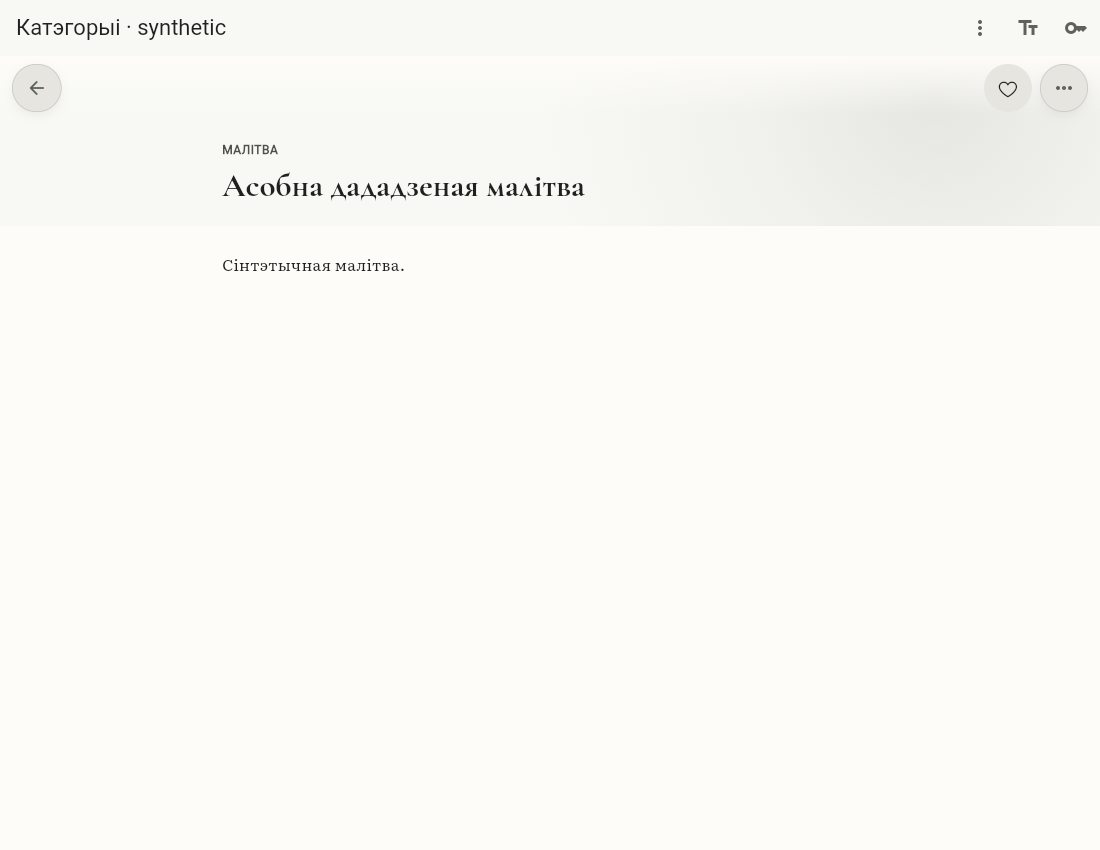 Катэгорыі · synthetic
МАЛІТВА
Асобна дададзеная малітва
Сінтэтычная малітва.